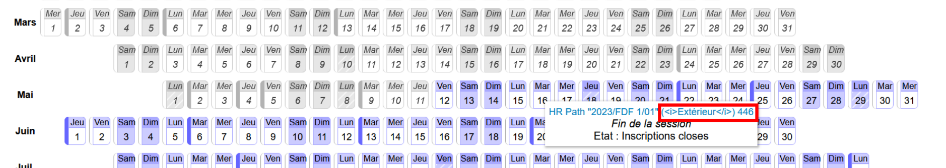 Mer Jeu Ven Sam Dim Lun Mar Mer Jeu Ven Sam Dim Lun Mar Mer Jeu Ven Sam Dim Lun Mar Mer Jeu Ven Sam Dim Lun Mar Mer Jeu Ven
Mars 1 2 3 4 5 6 7 8 9 10 11 12 13 14 15 16 17 18 19 20 21 22 23 24 25 26 27 28 29 30 31
Sam Dim Lun Mar Mer Jeu Ven Sam Dim Lun Mar Mer Jeu Ven Sam Dim Lun Mar Mer Jeu Ven Sam Dim Lun Mar Mer Jeu Ven Sam Dim
Avril 1 2 3 4 5 6 7 8 9 10 11 12 13 14 15 16 17 18 19 20 21 22 23 24 25 26 27 28 29 30
Lun Mar Mer Jeu Ven Sam Dim Lun Mar Mer Jeu Ven Sam Dim Lun Mar Mer Jeu Ven Sam Dim Lun Mar Mer Jeu Ven Sam Dim Lun Mar Mer
Mai 1 2 3 4 5 6 7 8 9 10 11 12 13 14 15 16 17 18 19 20 21 22 23 24 25 26 27 28 29 30 31
HR Path "2023/FDF 1/01" (<i>Extérieur</i>) 446
Fin de la session
Etat : Inscriptions closes
Jeu Ven Sam Dim Lun Mar Mer Jeu Ven Sam Dim Lun Mar Mer Jeu Ven Sam Dim Lun Ven
Juin 1 2 3 4 5 6 7 8 9 10 11 12 13 14 15 16 17 18 19 29 30
Sam Dim Lun Mar Mer Jeu Ven Sam Dim Lun Mar Mer Jeu Ven Sam Dim Lun Mar Mer Jeu Ven Sam Dim Lun Mar Mer Jeu Ven Sam Dim Lun
Juil